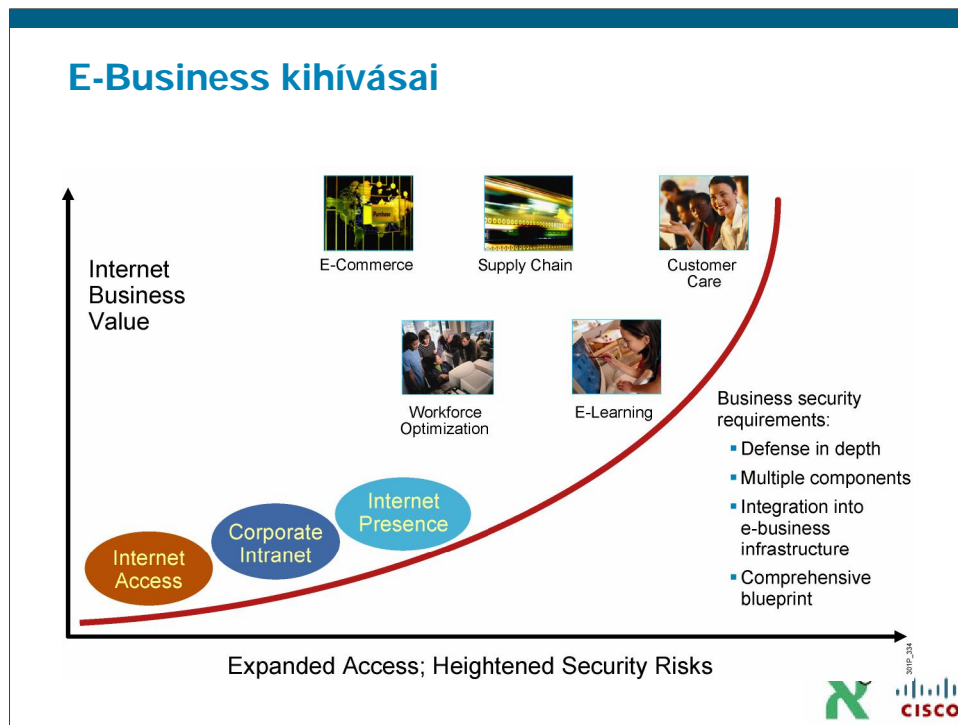 E-Business kihívásai
Internet
Business
Value
Purchase
E-Commerce
Supply Chain
Customer
Care
Workforce
Optimization
E-Learning
Business security
requirements:
▪ Defense in depth
▪ Multiple components
▪ Integration into
e-business
infrastructure
▪ Comprehensive
blueprint
Internet
Presence
Corporate
Intranet
Internet
Access
Expanded Access; Heightened Security Risks
301P_334
א
CISCO